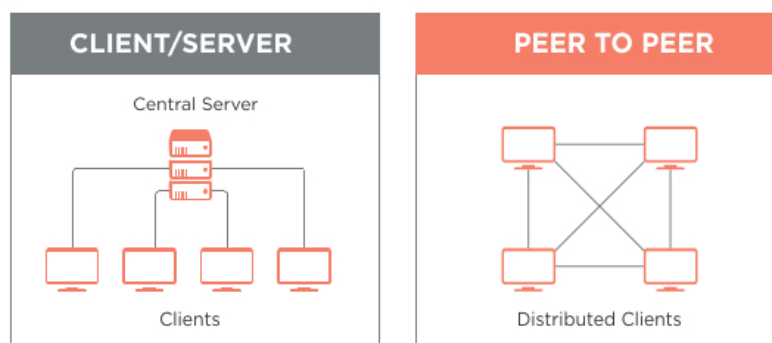 CLIENT/SERVER
Central Server
Clients
PEER TO PEER
Distributed Clients